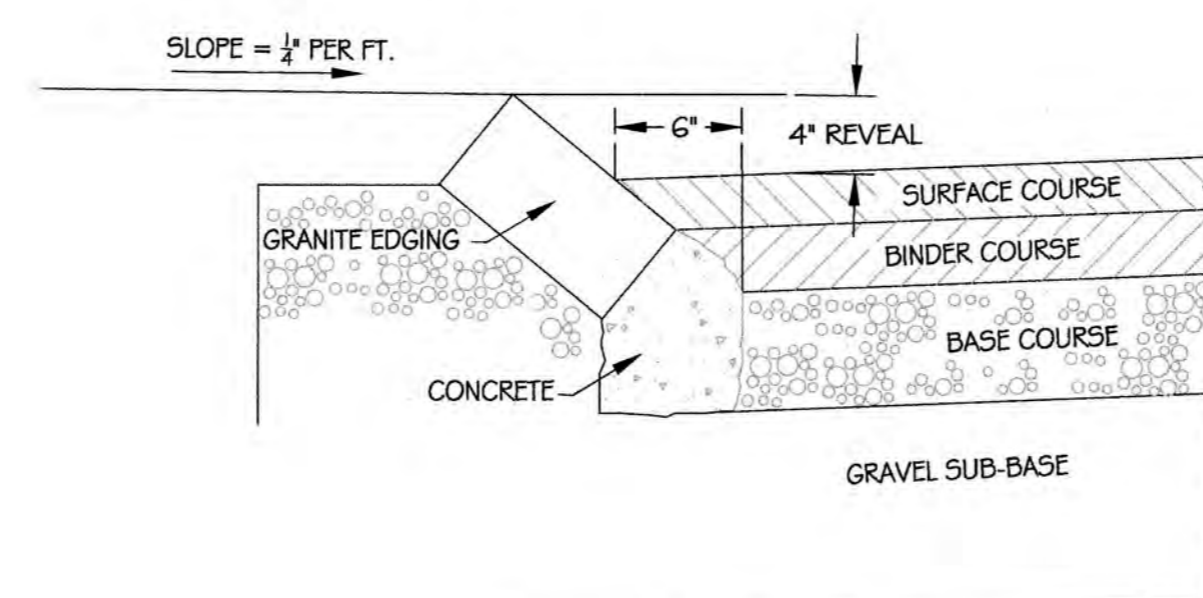 SLOPE = 1/4" PER FT.
6"
4" REVEAL
SURFACE COURSE
GRANITE EDGING
BINDER COURSE
BASE COURSE
CONCRETE
GRAVEL SUB-BASE